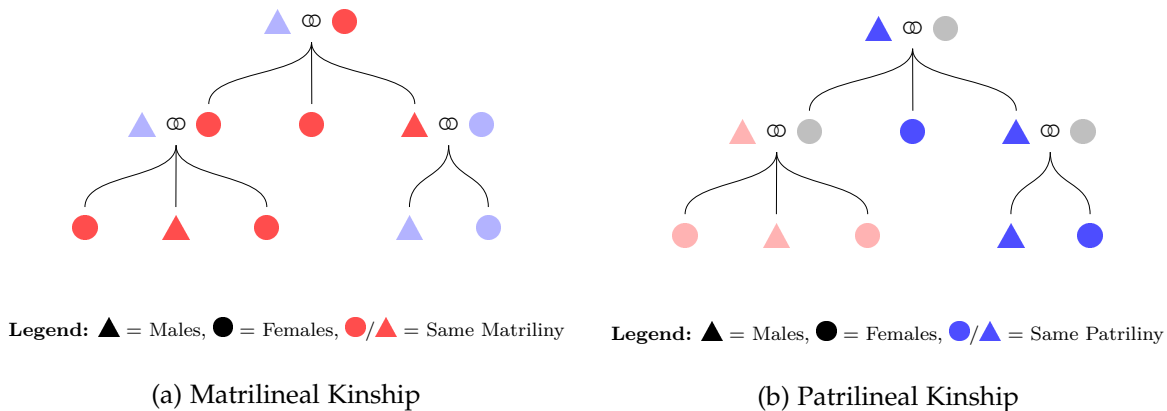 Legend: ▲ = Males, ● = Females, ●/▲ = Same Matriliny
(a) Matrilineal Kinship
Legend: ▲ = Males, ● = Females, ●/▲ = Same Patriliny
(b) Patrilineal Kinship